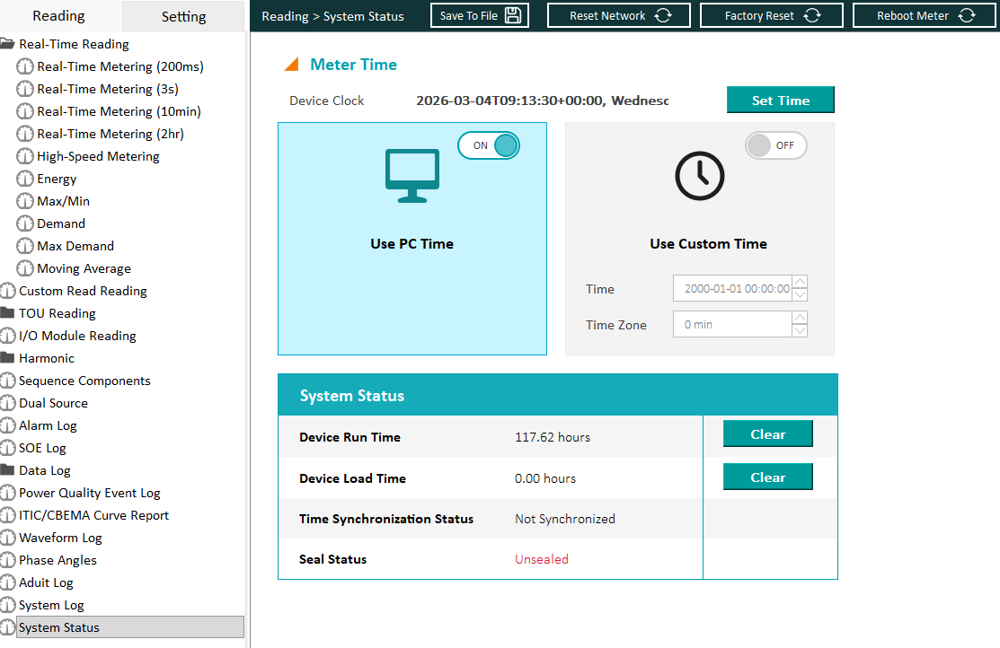 Reading
Setting
Reading > System Status
Save To File
Reset Network
Factory Reset
Reboot Meter
Real-Time Reading
Real-Time Metering (200ms)
Real-Time Metering (3s)
Real-Time Metering (10min)
Real-Time Metering (2hr)
High-Speed Metering
Energy
Max/Min
Demand
Max Demand
Moving Average
Custom Read Reading
TOU Reading
I/O Module Reading
Harmonic
Sequence Components
Dual Source
Alarm Log
SOE Log
Data Log
Power Quality Event Log
ITIC/CBEMA Curve Report
Waveform Log
Phase Angles
Aduit Log
System Log
System Status
Meter Time
Device Clock
2026-03-04T09:13:30+00:00, Wednesc
Set Time
ON
Use PC Time
OFF
Use Custom Time
Time
2000-01-01 00:00:00
Time Zone
0 min
System Status
Device Run Time
117.62 hours
Clear
Device Load Time
0.00 hours
Clear
Time Synchronization Status
Not Synchronized
Seal Status
Unsealed